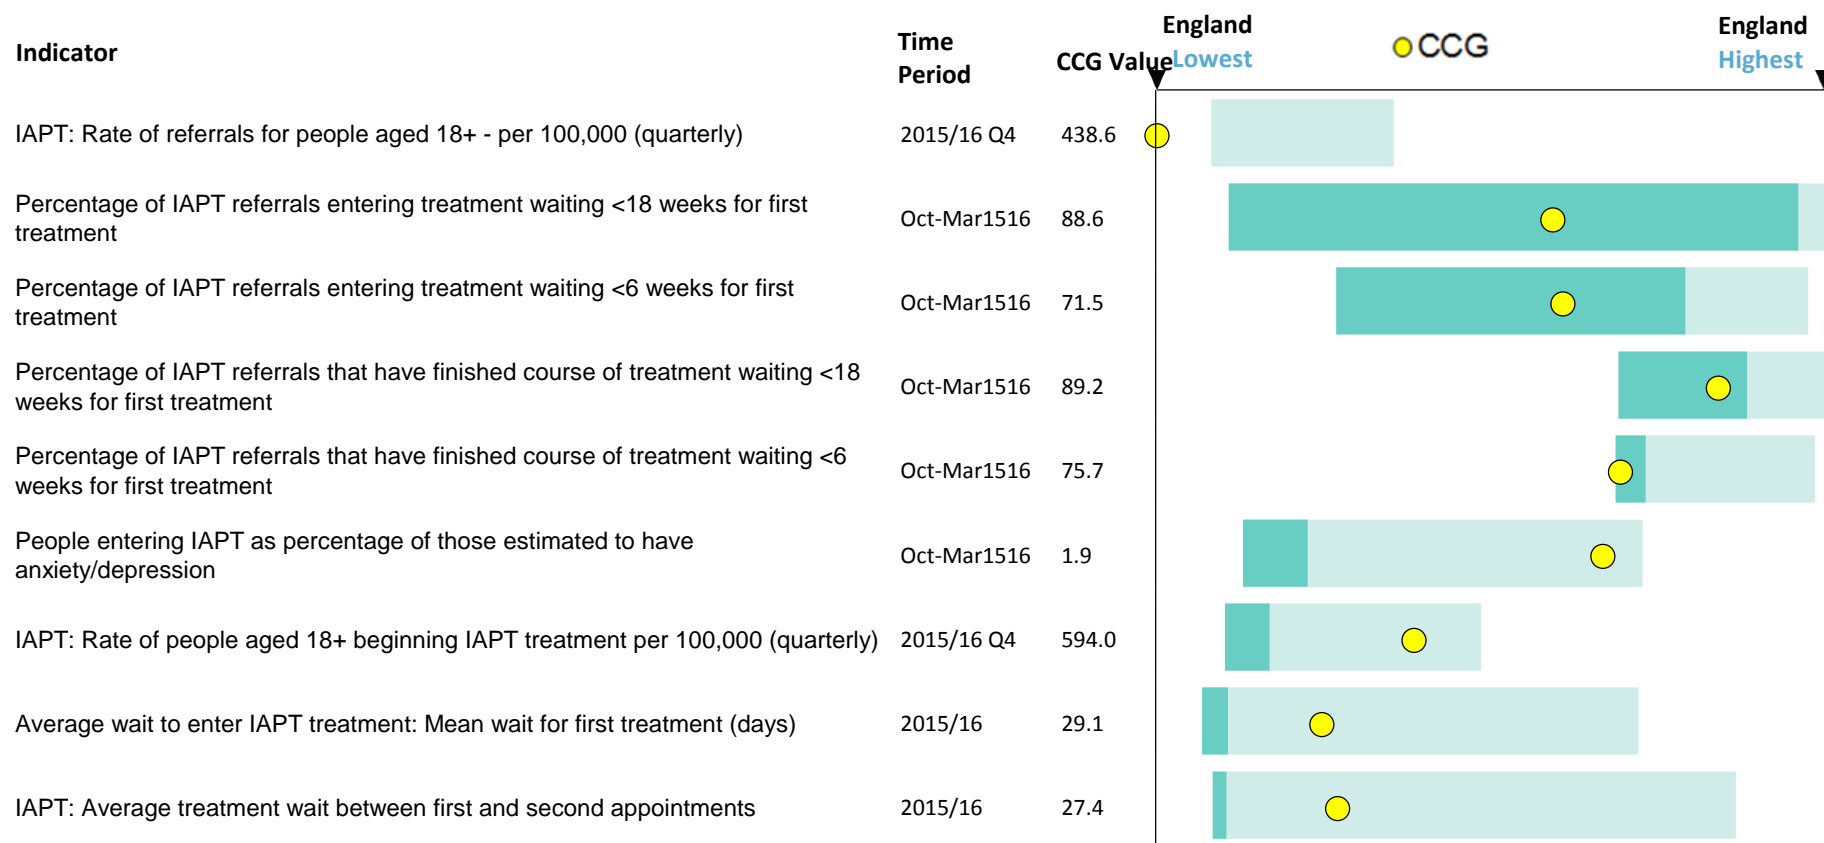 Indicator
Time
Period
CCG Value
England
Lowest
CCG
England
Highest
IAPT: Rate of referrals for people aged 18+ - per 100,000 (quarterly) 2015/16 Q4 438.6
Percentage of IAPT referrals entering treatment waiting <18 weeks for first
treatment
Oct-Mar1516 88.6
Percentage of IAPT referrals entering treatment waiting <6 weeks for first
treatment
Oct-Mar1516 71.5
Percentage of IAPT referrals that have finished course of treatment waiting <18
weeks for first treatment
Oct-Mar1516 89.2
Percentage of IAPT referrals that have finished course of treatment waiting <6
weeks for first treatment
Oct-Mar1516 75.7
People entering IAPT as percentage of those estimated to have
anxiety/depression
Oct-Mar1516 1.9
IAPT: Rate of people aged 18+ beginning IAPT treatment per 100,000 (quarterly) 2015/16 Q4 594.0
Average wait to enter IAPT treatment: Mean wait for first treatment (days) 2015/16 29.1
IAPT: Average treatment wait between first and second appointments 2015/16 27.4